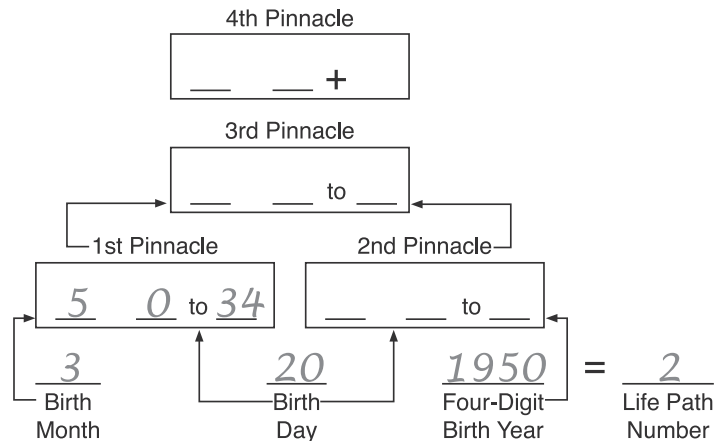 4th Pinnacle
+
3rd Pinnacle
to
1st Pinnacle 2nd Pinnacle
5 0 to 34 to
3 20 1950 = 2
Birth Birth Four-Digit Life Path
Month Day Birth Year Number